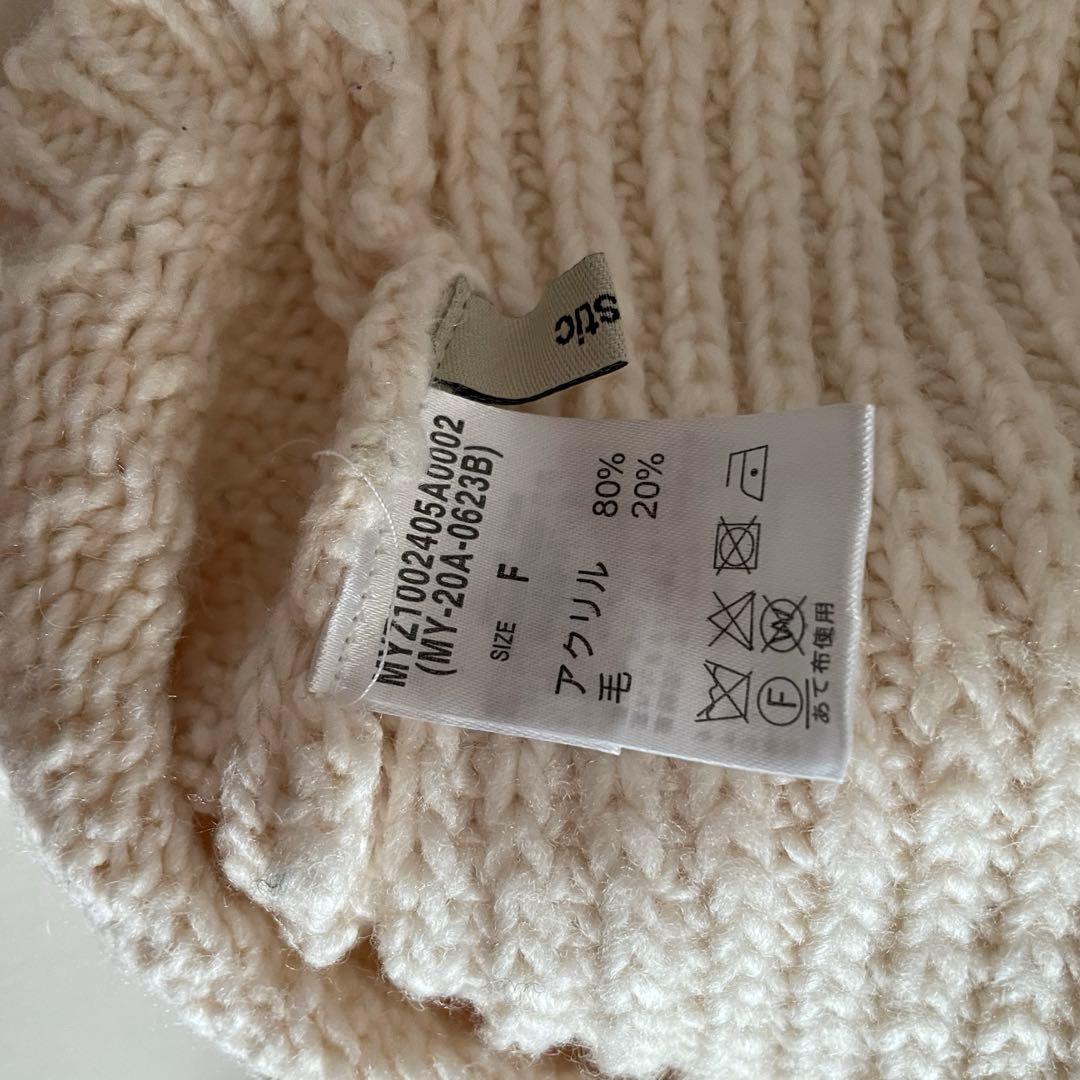 stic
MYZ1002405A0002
(MY-20A-0623B)
SIZE F
アクリル 80%
毛 20%
W
F
あて布使用